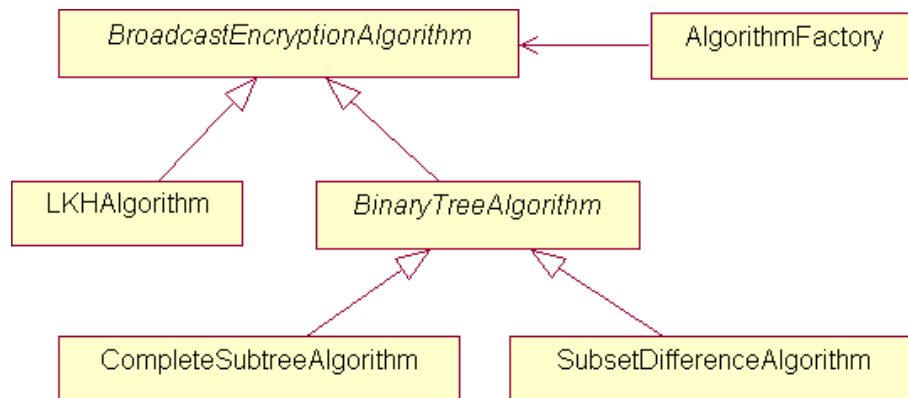 BroadcastEncryptionAlgorithm
AlgorithmFactory
LKHAlgorithm
BinaryTreeAlgorithm
CompleteSubtreeAlgorithm
SubsetDifferenceAlgorithm